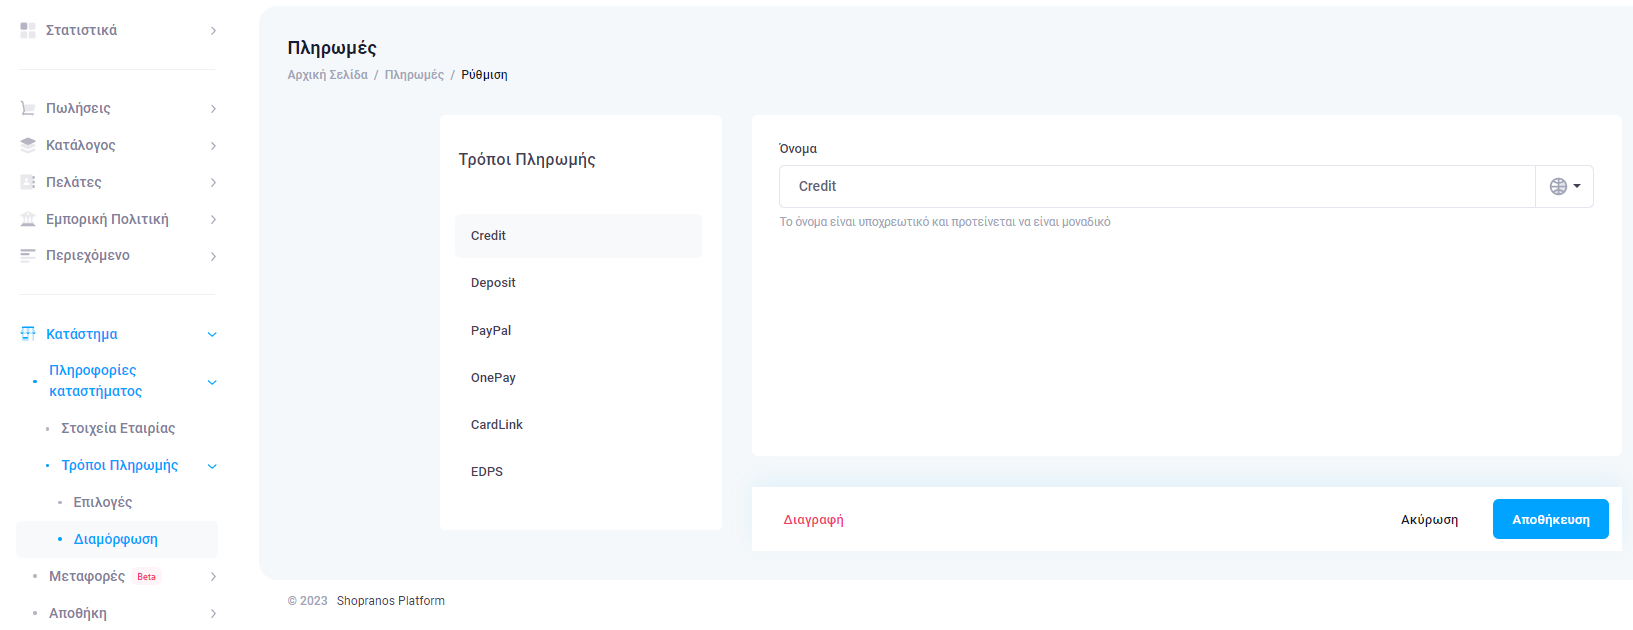 Στατιστικά
Πωλήσεις
Κατάλογος
Πελάτες
Εμπορική Πολιτική
Περιεχόμενο
Κατάστημα
Πληροφορίες
καταστήματος
Στοιχεία Εταιρίας
Τρόποι Πληρωμής
Επιλογές
Διαμόρφωση
Μεταφορές Beta
Αποθήκη
Πληρωμές
Αρχική Σελίδα / Πληρωμές / Ρύθμιση
Τρόποι Πληρωμής
Credit
Deposit
PayPal
OnePay
CardLink
EDPS
Όνομα
Credit
Το όνομα είναι υποχρεωτικό και προτείνεται να είναι μοναδικό
Διαγραφή
Ακύρωση
Αποθήκευση
© 2023 Shopranos Platform